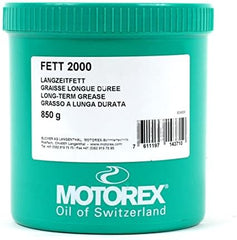 FETT 2000
LANGZEITFETT
GRAISSE LONGUE DUREE
LONG-TERM GREASE
GRASSO A LUNGA DURATA
850 g
MOTOREX
Oil of Switzerland